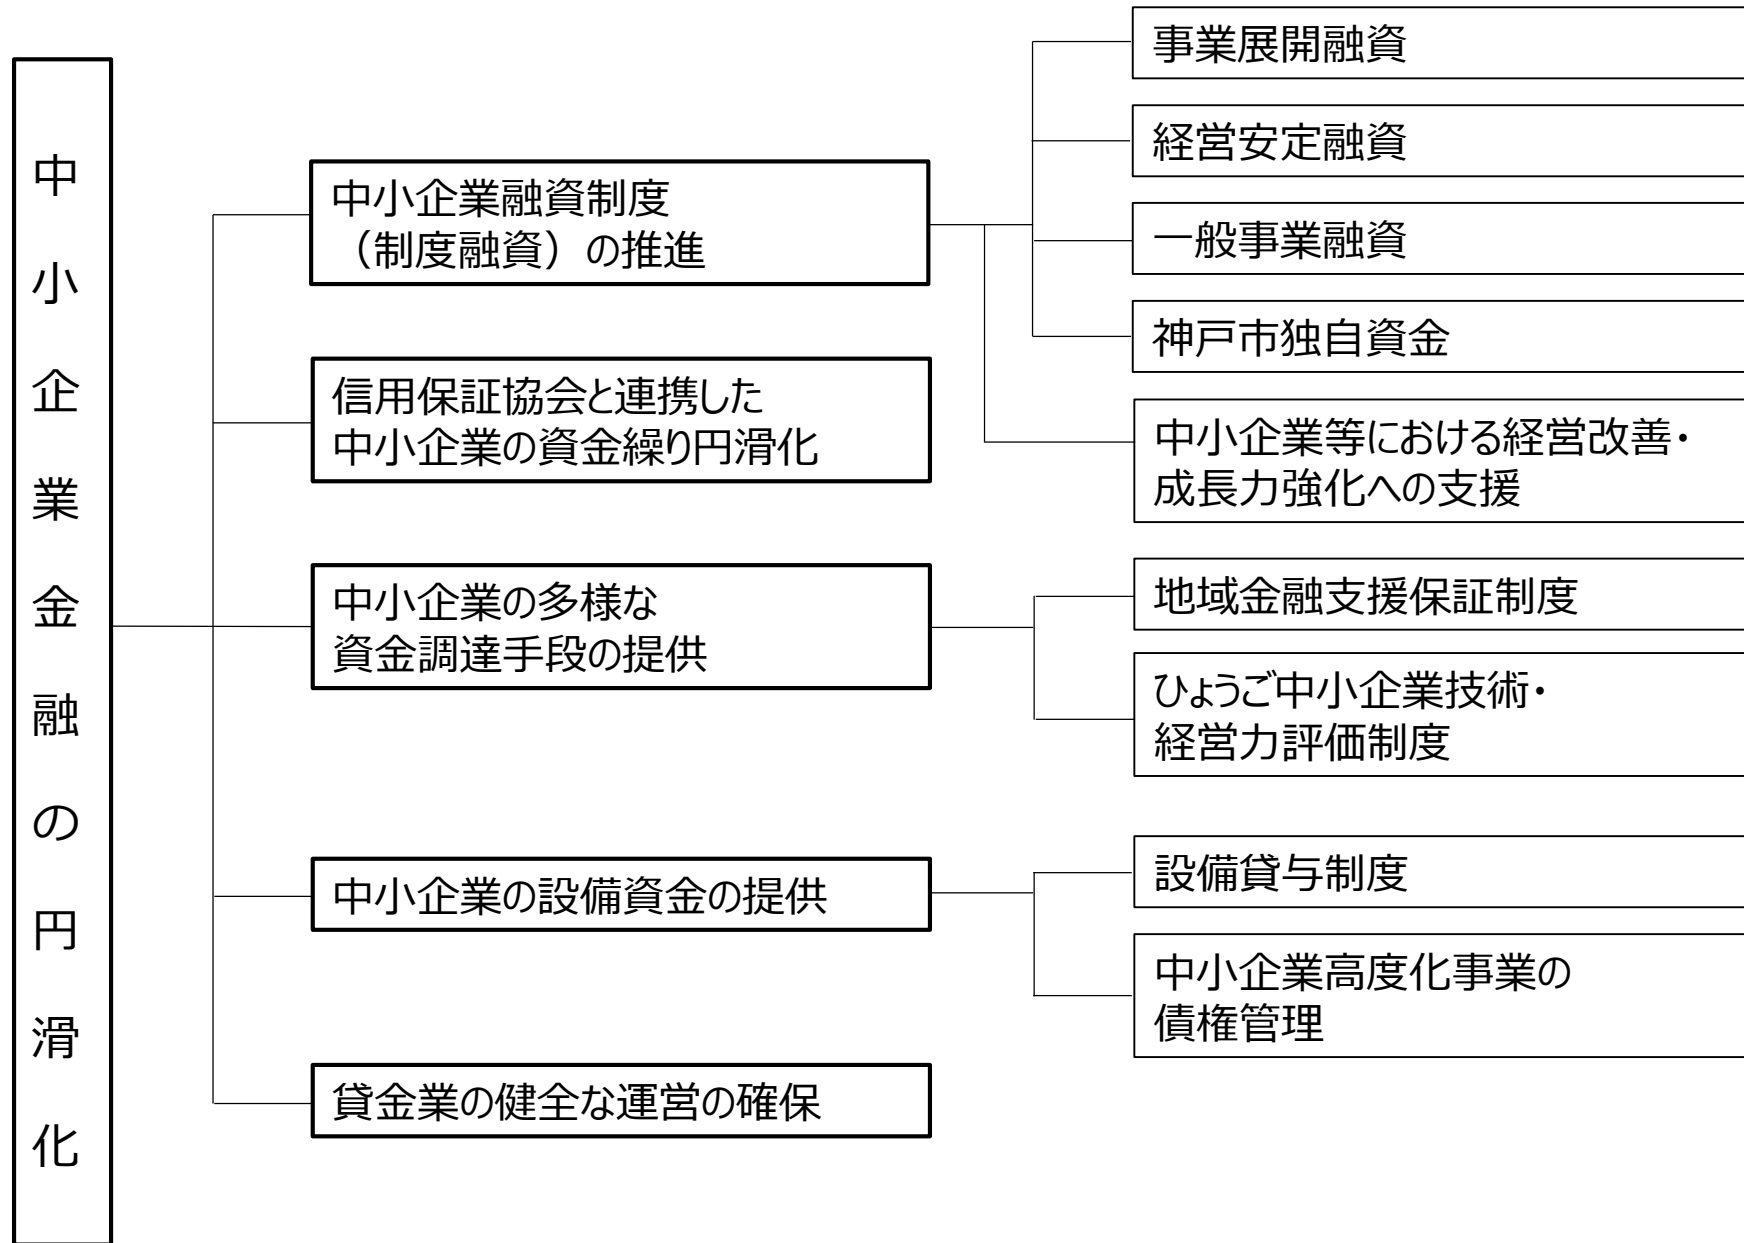 中小企業金融の円滑化
中小企業融資制度
（制度融資）の推進
事業展開融資
経営安定融資
一般事業融資
神戸市独自資金
中小企業等における経営改善・
成長力強化への支援
信用保証協会と連携した
中小企業の資金繰り円滑化
中小企業の多様な
資金調達手段の提供
地域金融支援保証制度
ひょうご中小企業技術・
経営力評価制度
中小企業の設備資金の提供
設備貸与制度
中小企業高度化事業の
債権管理
貸金業の健全な運営の確保